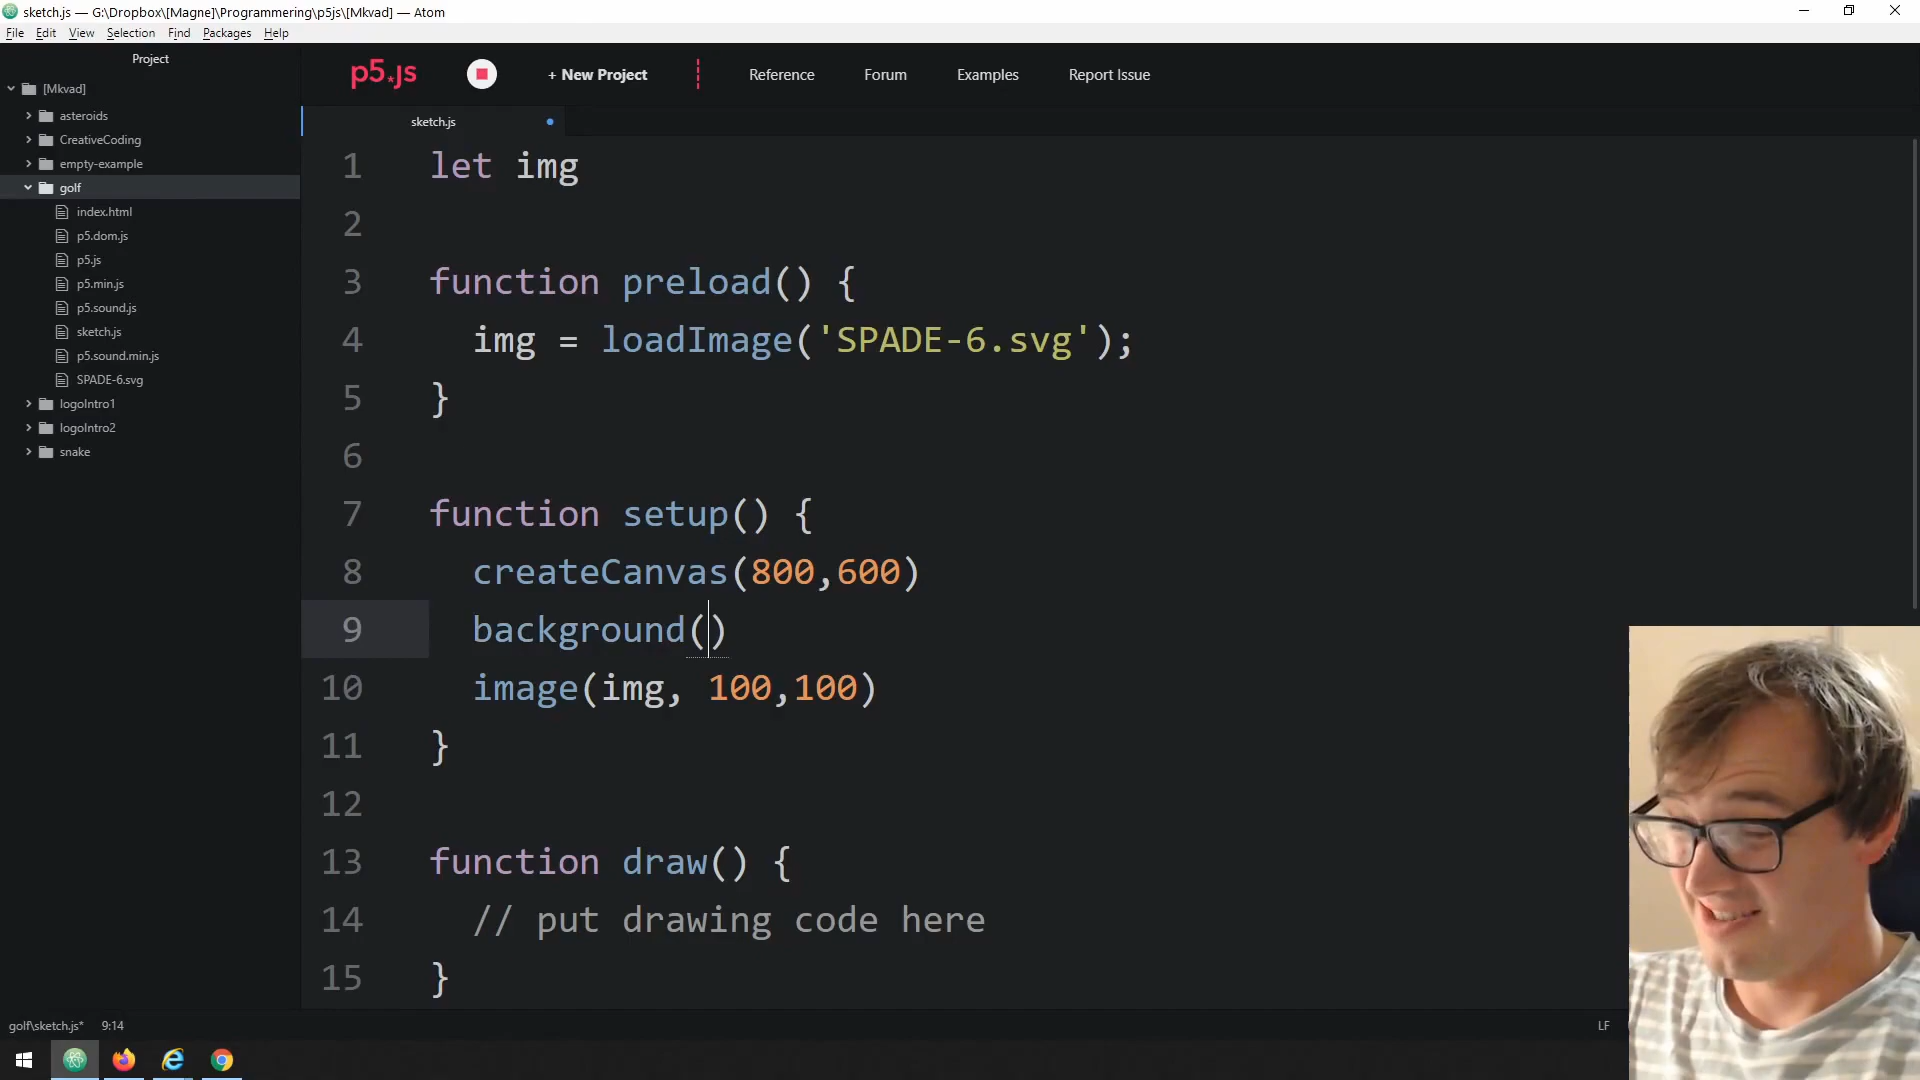 sketch.js — G:\Dropbox\[Magne]\Programmering\p5js\[Mkvad] — Atom
File Edit View Selection Find Packages Help
Project
[Mkvad]
asteroids
CreativeCoding
empty-example
golf
index.html
p5.dom.js
p5.js
p5.min.js
p5.sound.js
sketch.js
p5.sound.min.js
SPADE-6.svg
logoIntro1
logoIntro2
snake
p5.js + New Project Reference Forum Examples Report Issue
sketch.js
1 let img
2
3 function preload() {
4 img = loadImage('SPADE-6.svg');
5 }
6
7 function setup() {
8 createCanvas(800,600)
9 background()
10 image(img, 100,100)
11 }
12
13 function draw() {
14 // put drawing code here
15 }
golf\sketch.js* 9:14 LF